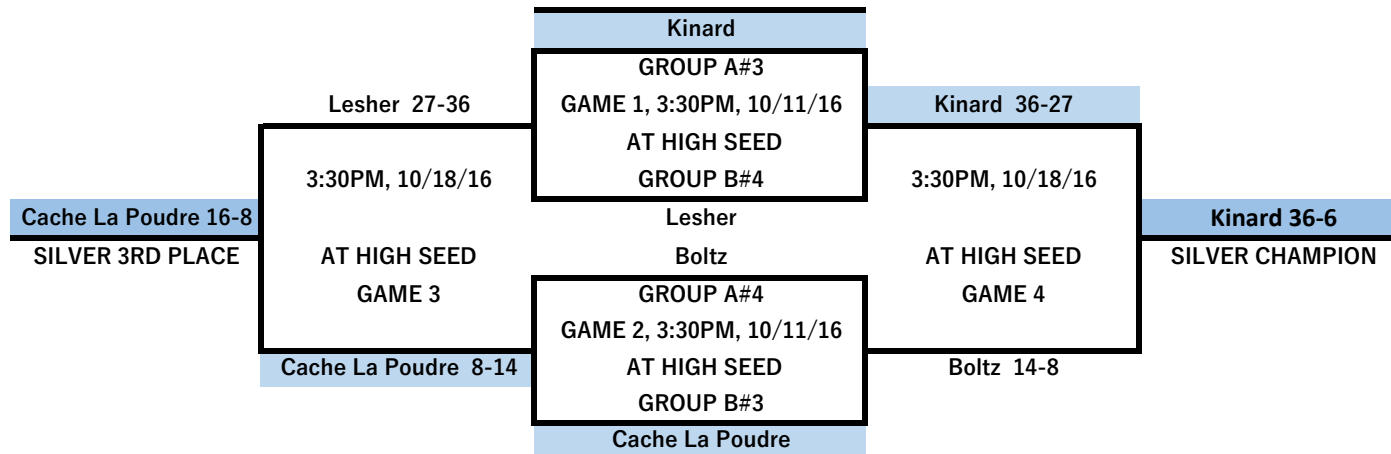 Kinard
GROUP A#3
Lesher 27-36
GAME 1, 3:30PM, 10/11/16
Kinard 36-27
AT HIGH SEED
3:30PM, 10/18/16
GROUP B#4
3:30PM, 10/18/16
Cache La Poudre 16-8
Lesher
Kinard 36-6
SILVER 3RD PLACE
AT HIGH SEED
Boltz
AT HIGH SEED
SILVER CHAMPION
GAME 3
GROUP A#4
GAME 4
GAME 2, 3:30PM, 10/11/16
Cache La Poudre 8-14
AT HIGH SEED
Boltz 14-8
GROUP B#3
Cache La Poudre